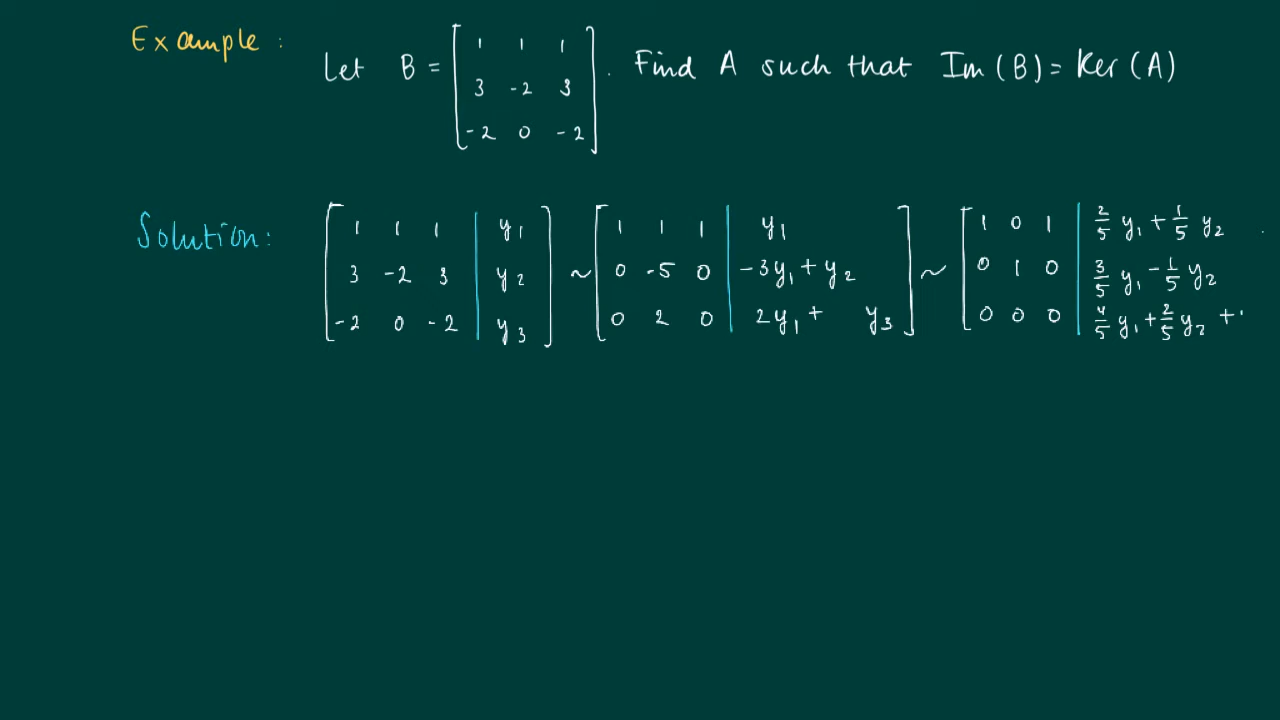 Example:
Let B = [ 1 1 1 ; 3 -2 3 ; -2 0 -2 ]. Find A such that Im(B) = Ker(A)
Solution:
[ 1 1 1 | y₁ ; 3 -2 3 | y₂ ; -2 0 -2 | y₃ ] ~ [ 1 1 1 | y₁ ; 0 -5 0 | -3y₁ + y₂ ; 0 2 0 | 2y₁ + y₃ ] ~ [ 1 0 1 | 2/5 y₁ + 1/5 y₂ ; 0 1 0 | 3/5 y₁ - 1/5 y₂ ; 0 0 0 | 4/5 y₁ + 2/5 y₂ +